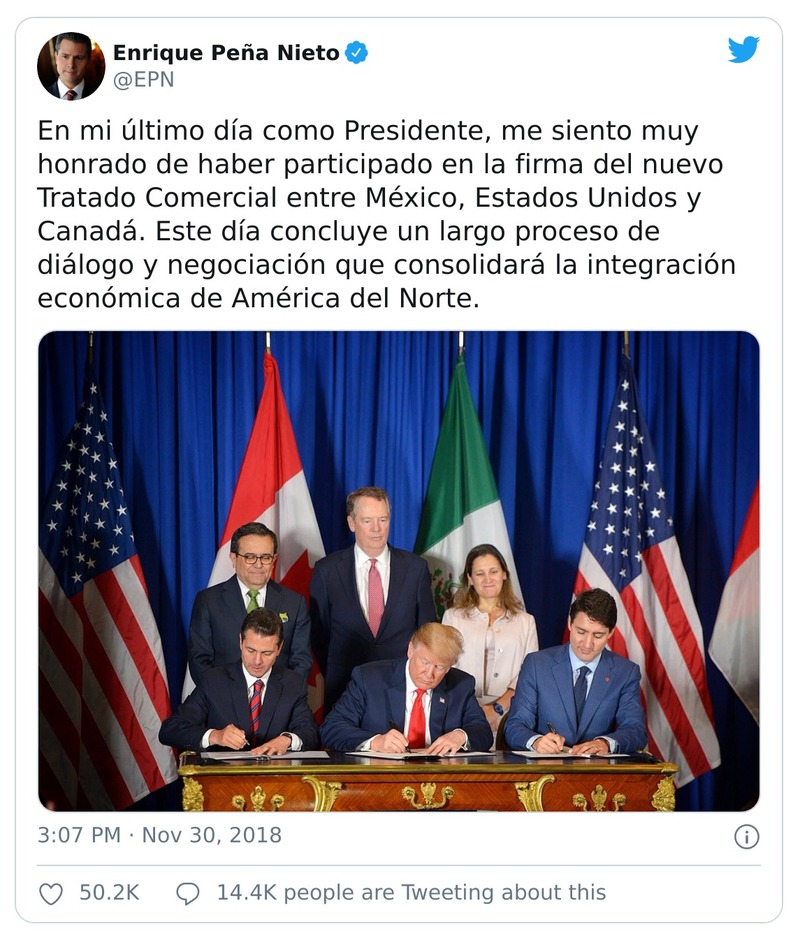 Enrique Peña Nieto
@EPN
En mi último día como Presidente, me siento muy
honrado de haber participado en la firma del nuevo
Tratado Comercial entre México, Estados Unidos y
Canadá. Este día concluye un largo proceso de
diálogo y negociación que consolidará la integración
económica de América del Norte.
3:07 PM · Nov 30, 2018
50.2K 14.4K people are Tweeting about this